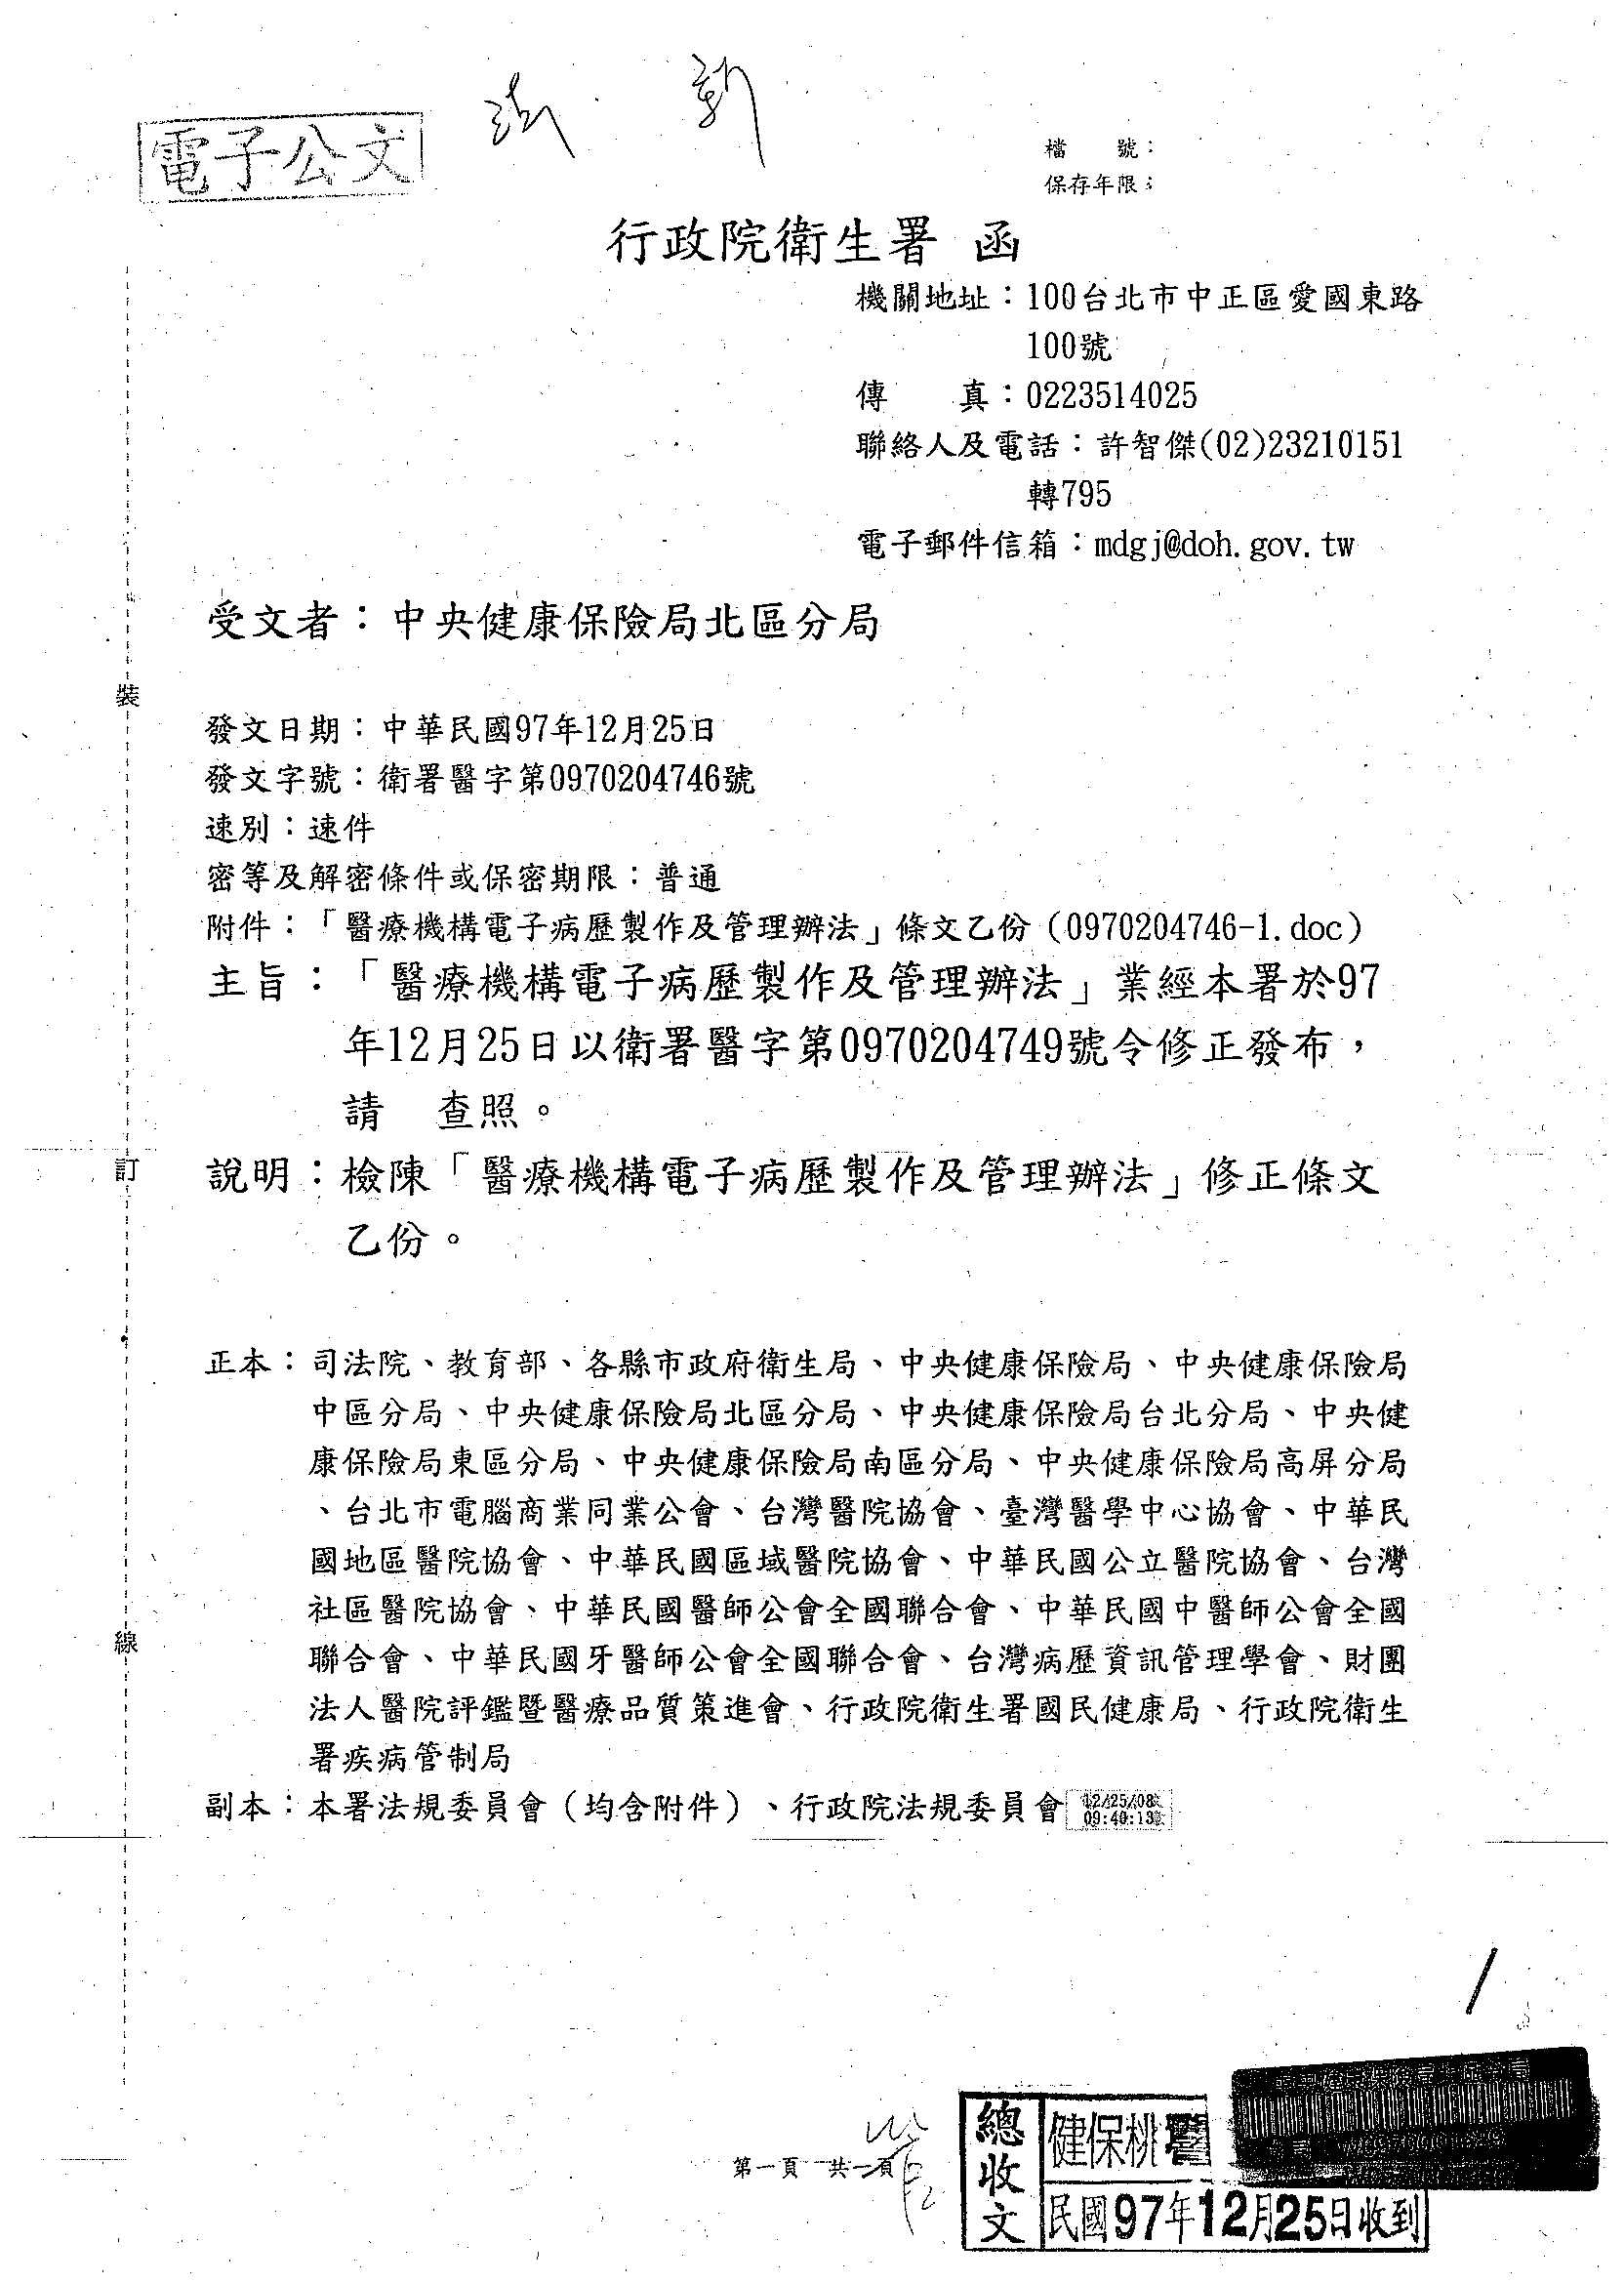 電子公文
檔　　號：
保存年限：
行政院衛生署　函
機關地址：100台北市中正區愛國東路
100號
傳　　真：0223514025
聯絡人及電話：許智傑(02)23210151
轉795
電子郵件信箱：mdgj@doh.gov.tw
受文者：中央健康保險局北區分局
裝
發文日期：中華民國97年12月25日
發文字號：衛署醫字第0970204746號
速別：速件
密等及解密條件或保密期限：普通
附件：「醫療機構電子病歷製作及管理辦法」條文乙份（0970204746-1.doc）
主旨：「醫療機構電子病歷製作及管理辦法」業經本署於97
年12月25日以衛署醫字第0970204749號令修正發布，
請　查照。
訂
說明：檢陳「醫療機構電子病歷製作及管理辦法」修正條文
乙份。
正本：司法院、教育部、各縣市政府衛生局、中央健康保險局、中央健康保險局
中區分局、中央健康保險局北區分局、中央健康保險局台北分局、中央健
康保險局東區分局、中央健康保險局南區分局、中央健康保險局高屏分局
、台北市電腦商業同業公會、台灣醫院協會、臺灣醫學中心協會、中華民
國地區醫院協會、中華民國區域醫院協會、中華民國公立醫院協會、台灣
社區醫院協會、中華民國醫師公會全國聯合會、中華民國中醫師公會全國
線
聯合會、中華民國牙醫師公會全國聯合會、台灣病歷資訊管理學會、財團
法人醫院評鑑暨醫療品質策進會、行政院衛生署國民健康局、行政院衛生
署疾病管制局
副本：本署法規委員會（均含附件）、行政院法規委員會
12/25/08
09:40:13
第一頁　共一頁
總收文
健保桃醫
民國97年12月25日收到